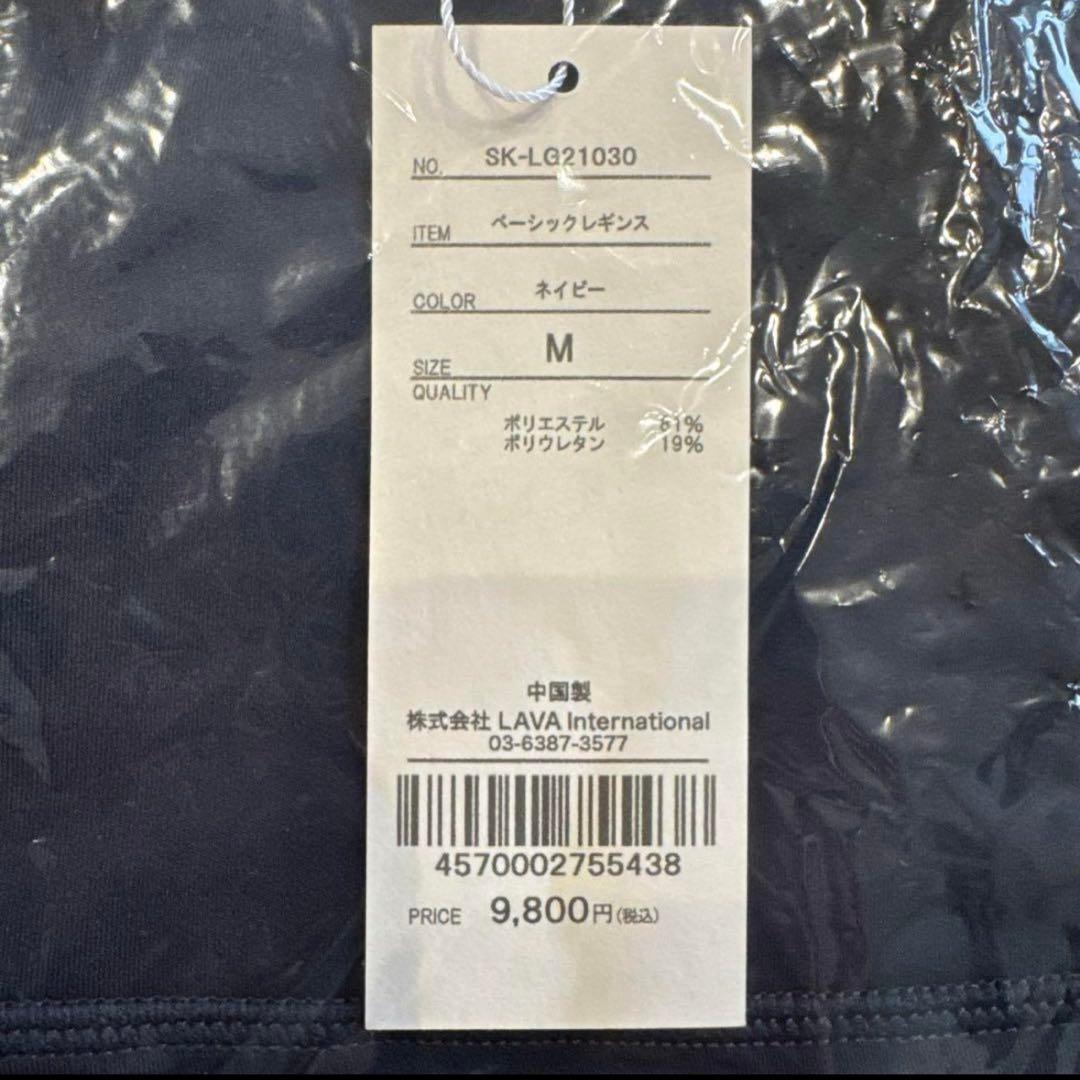 NO. SK-LG21030
ITEM ベーシックレギンス
COLOR ネイビー
SIZE M
QUALITY
ポリエステル 81%
ポリウレタン 19%
中国製
株式会社 LAVA International
03-6387-3577
4570002755438
PRICE 9,800円(税込)